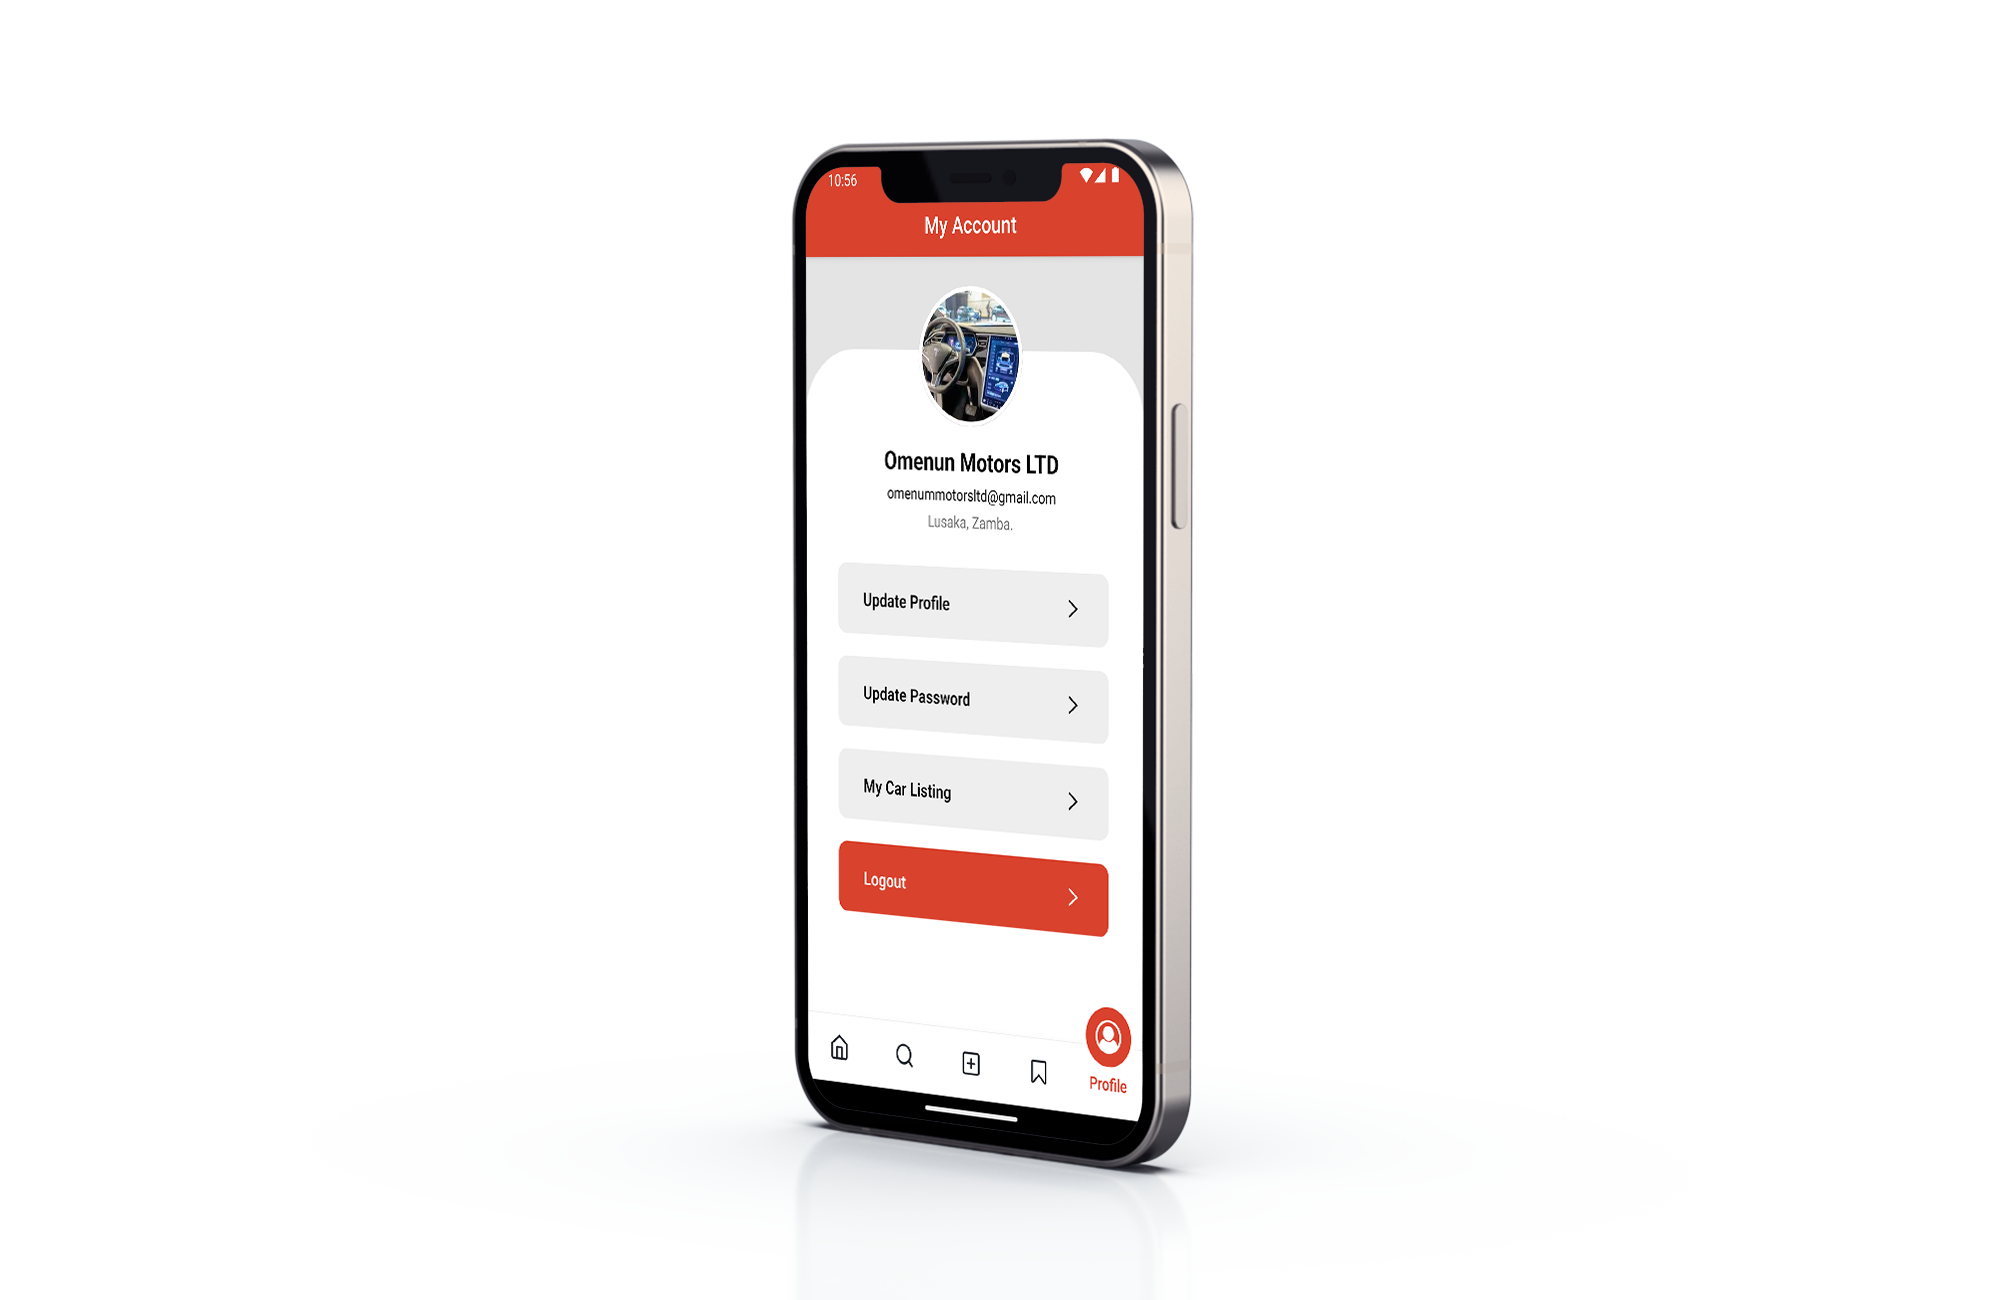 10:56
My Account
Omenun Motors LTD
omenummotorsltd@gmail.com
Lusaka, Zamba.
Update Profile
Update Password
My Car Listing
Logout
Profile